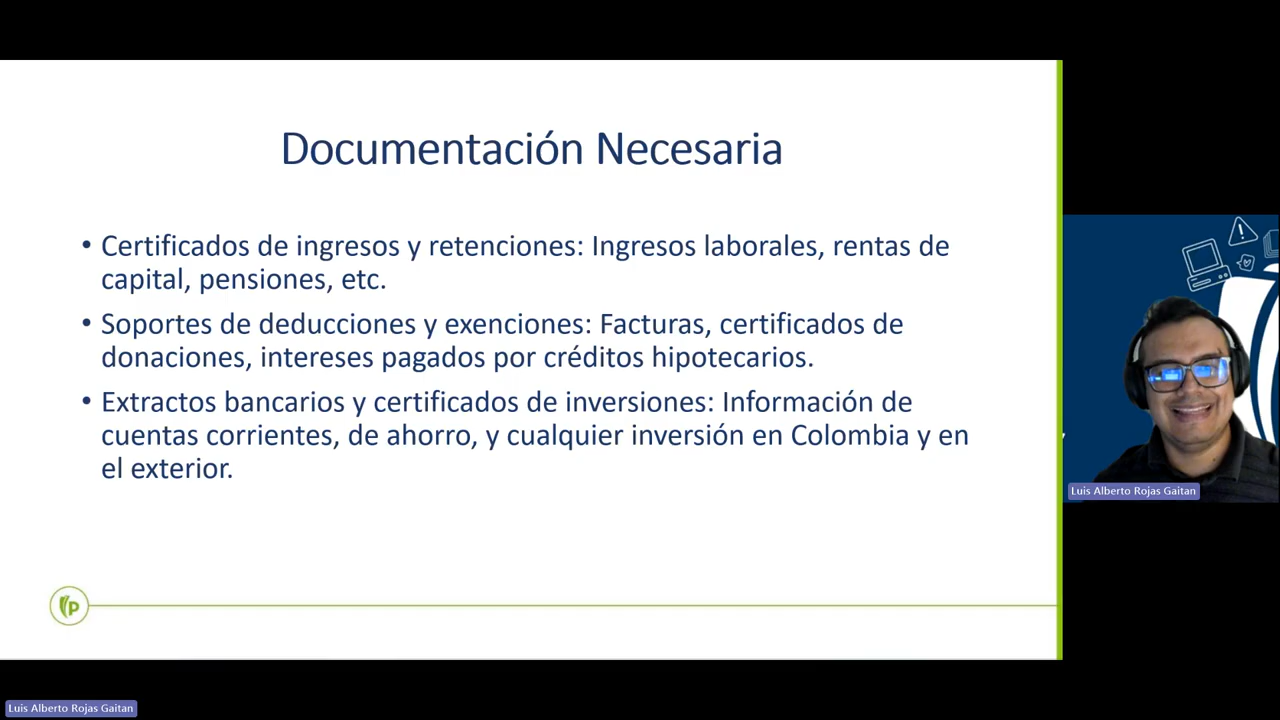 Documentación Necesaria
• Certificados de ingresos y retenciones: Ingresos laborales, rentas de
capital, pensiones, etc.
• Soportes de deducciones y exenciones: Facturas, certificados de
donaciones, intereses pagados por créditos hipotecarios.
• Extractos bancarios y certificados de inversiones: Información de
cuentas corrientes, de ahorro, y cualquier inversión en Colombia y en
el exterior.
P
Luis Alberto Rojas Gaitan
Luis Alberto Rojas Gaitan